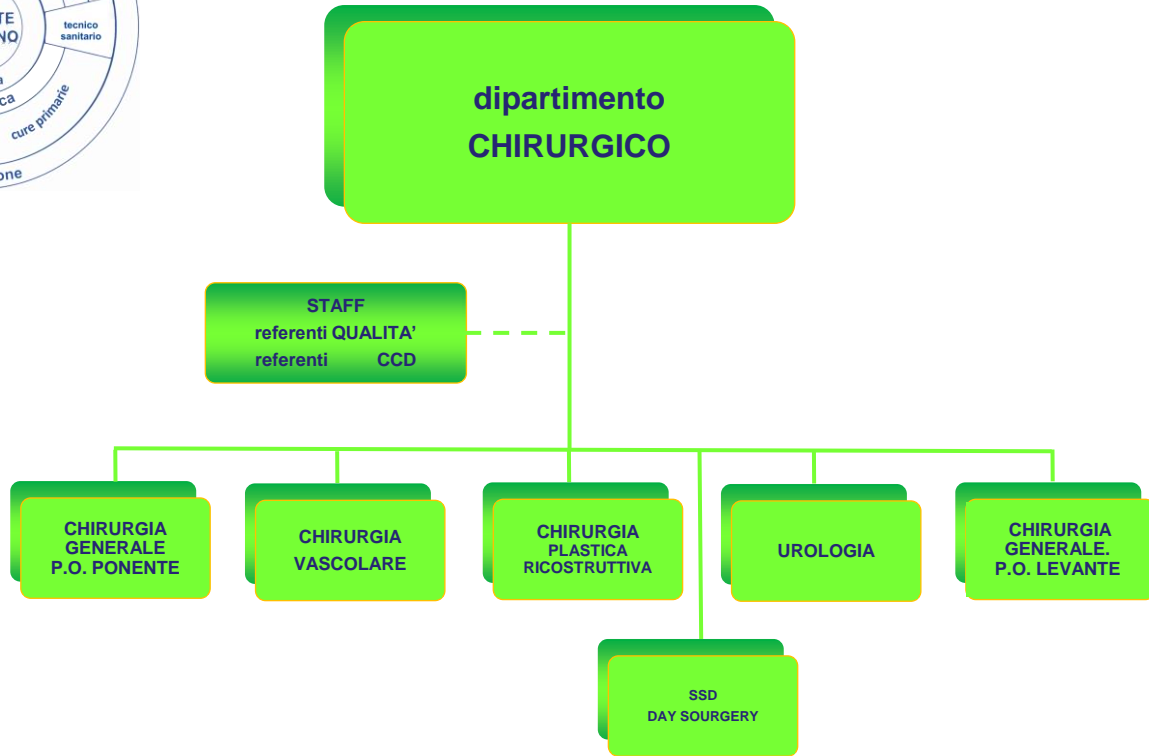 tecnico
sanitario
cure primarie
dipartimento
CHIRURGICO
STAFF
referenti QUALITA’
referenti CCD
CHIRURGIA
GENERALE
P.O. PONENTE
CHIRURGIA
VASCOLARE
CHIRURGIA
PLASTICA
RICOSTRUTTIVA
UROLOGIA
CHIRURGIA
GENERALE.
P.O. LEVANTE
SSD
DAY SOURGERY